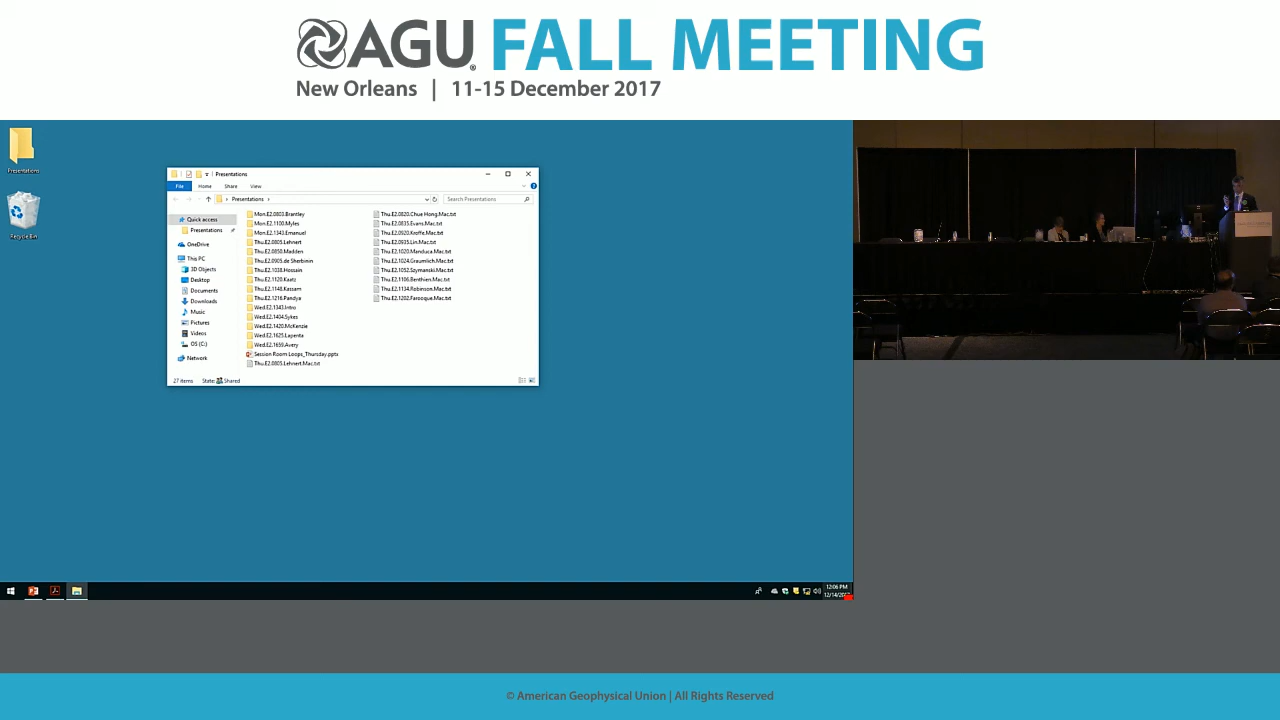 AGU FALL MEETING
New Orleans | 11-15 December 2017
Presentations
Recycle Bin
Presentations
File Home Share View
Presentations
Search Presentations
Quick access
Presentations
OneDrive
This PC
3D Objects
Desktop
Documents
Downloads
Music
Pictures
Videos
OS (C:)
Network
Mon.E2.0803.Brantley
Mon.E2.1100.Myles
Mon.E2.1343.Emanuel
Thu.E2.0805.Lehnert
Thu.E2.0850.Madden
Thu.E2.0905.de Sherbinin
Thu.E2.1038.Hossain
Thu.E2.1120.Kaatz
Thu.E2.1148.Kassam
Thu.E2.1216.Pandya
Wed.E2.1343.Intro
Wed.E2.1404.Sykes
Wed.E2.1420.McKenzie
Wed.E2.1625.Lapenta
Wed.E2.1659.Avery
Session Room Loops_Thursday.ppts
Thu.E2.0805.Lehnert.Mac.txt
Thu.E2.0820.Chue Hong.Mac.txt
Thu.E2.0835.Evans.Mac.txt
Thu.E2.0920.Kroffe.Mac.txt
Thu.E2.0935.Lin.Mac.txt
Thu.E2.1020.Manduca.Mac.txt
Thu.E2.1024.Graumlich.Mac.txt
Thu.E2.1052.Szymanski.Mac.txt
Thu.E2.1106.Benthien.Mac.txt
Thu.E2.1134.Robinson.Mac.txt
Thu.E2.1202.Farooque.Mac.txt
27 items State: Shared
12:06 PM
© American Geophysical Union | All Rights Reserved